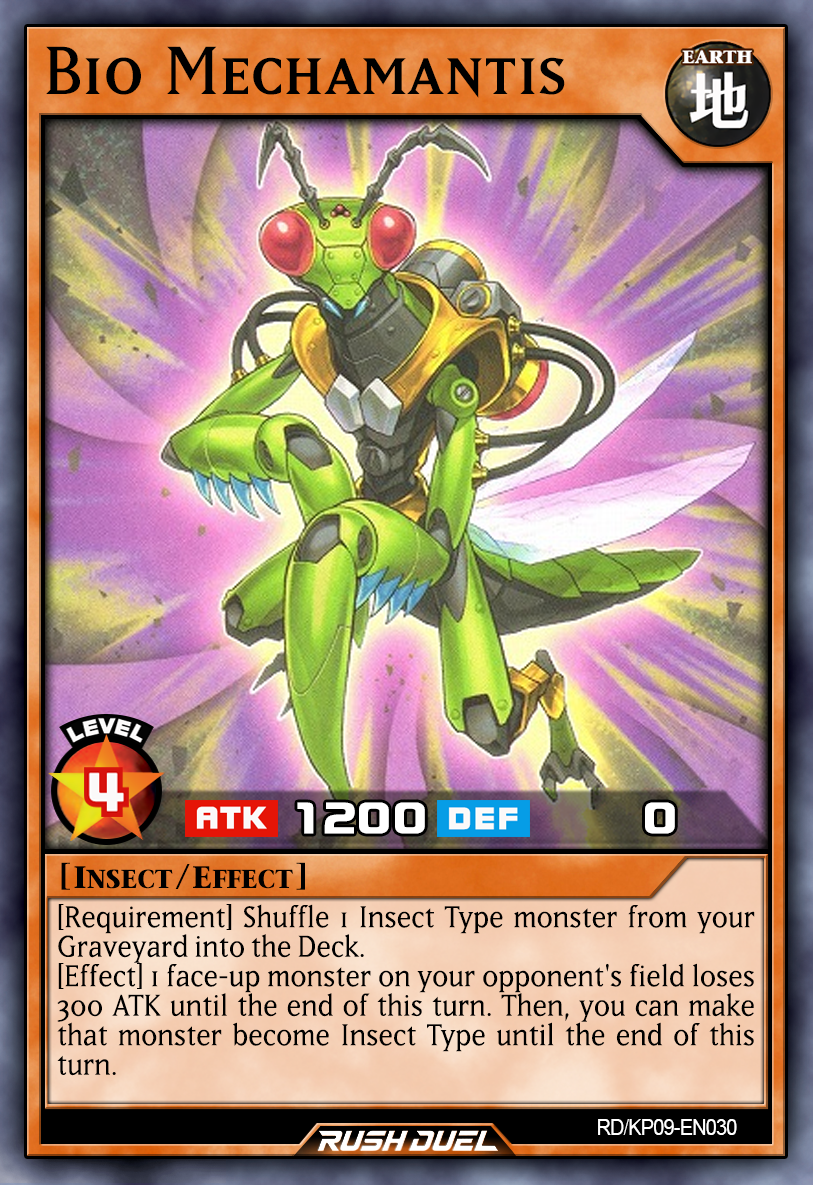 Bio Mechamantis
EARTH
地
LEVEL
4
ATK 1200 DEF 0
[Insect/Effect]
[Requirement] Shuffle 1 Insect Type monster from your
Graveyard into the Deck.
[Effect] 1 face-up monster on your opponent's field loses
300 ATK until the end of this turn. Then, you can make
that monster become Insect Type until the end of this
turn.
RUSH DUEL
RD/KP09-EN030